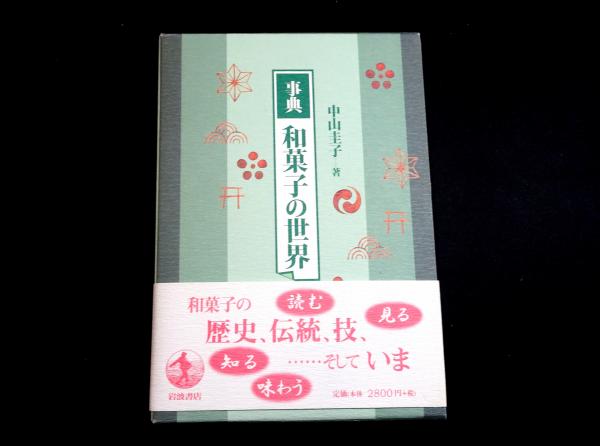 事典
和菓子の世界
中山圭子 著
和菓子の
読む
見る
歴史、伝統、技、
知る
……そして いま
味わう
岩波書店
定価(本体 2800円+税)